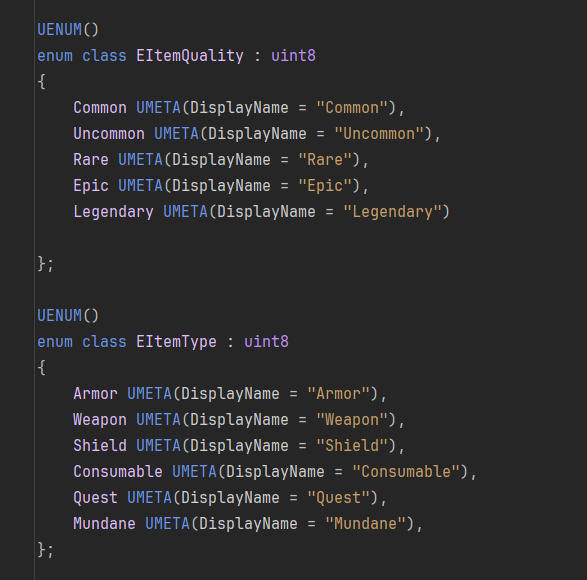 UENUM()
enum class EItemQuality : uint8
{
    Common UMETA(DisplayName = "Common"),
    Uncommon UMETA(DisplayName = "Uncommon"),
    Rare UMETA(DisplayName = "Rare"),
    Epic UMETA(DisplayName = "Epic"),
    Legendary UMETA(DisplayName = "Legendary")

};

UENUM()
enum class EItemType : uint8
{
    Armor UMETA(DisplayName = "Armor"),
    Weapon UMETA(DisplayName = "Weapon"),
    Shield UMETA(DisplayName = "Shield"),
    Consumable UMETA(DisplayName = "Consumable"),
    Quest UMETA(DisplayName = "Quest"),
    Mundane UMETA(DisplayName = "Mundane"),
};